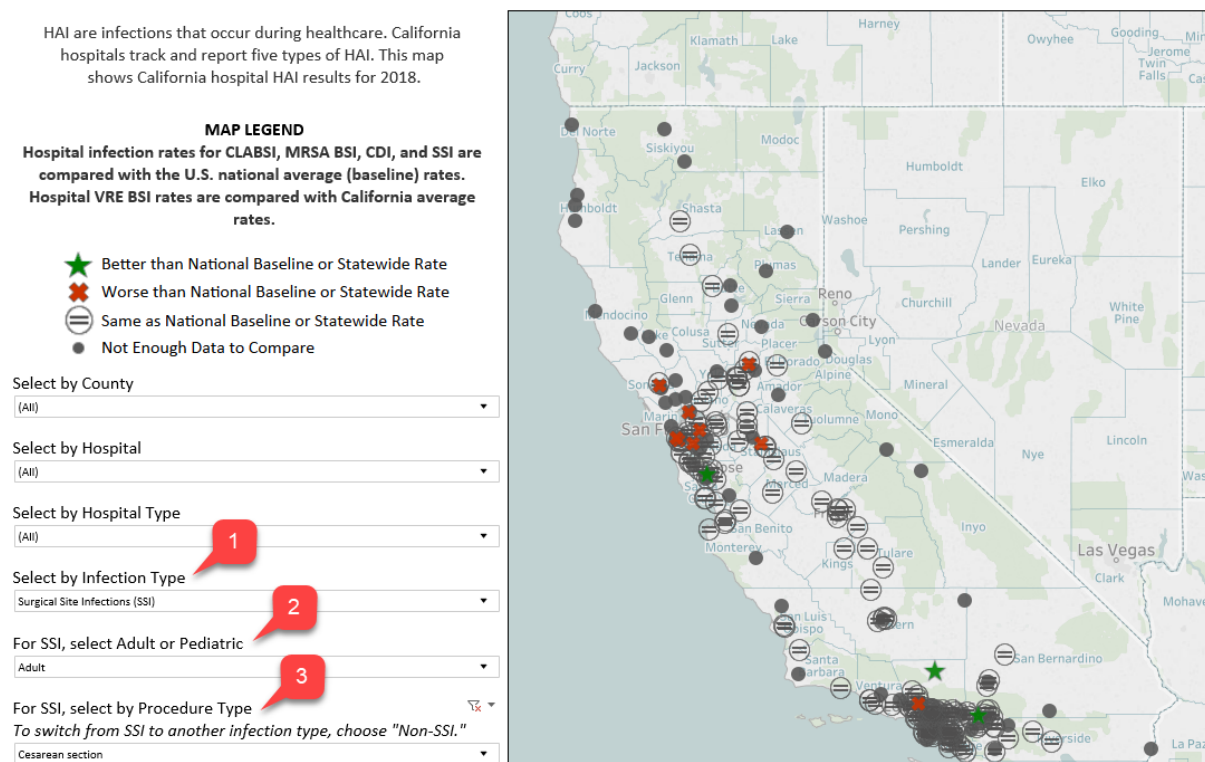 HAI are infections that occur during healthcare. California
hospitals track and report five types of HAI. This map
shows California hospital HAI results for 2018.
MAP LEGEND
Hospital infection rates for CLABSI, MRSA BSI, CDI, and SSI are
compared with the U.S. national average (baseline) rates.
Hospital VRE BSI rates are compared with California average
rates.
Better than National Baseline or Statewide Rate
Worse than National Baseline or Statewide Rate
Same as National Baseline or Statewide Rate
Not Enough Data to Compare
Select by County
(All)
Select by Hospital
(All)
Select by Hospital Type
(All)
1
Select by Infection Type
Surgical Site Infections (SSI)
2
For SSI, select Adult or Pediatric
Adult
3
For SSI, select by Procedure Type
To switch from SSI to another infection type, choose "Non-SSI."
Cesarean section
Coos
Lake
Harney
Malheur
Owyhee
Gooding
Jerome
Twin
Falls
Klamath
Lake
Curry
Jackson
Del Norte
Siskiyou
Modoc
Humboldt
Elko
Humboldt
Shasta
Lassen
Washoe
Pershing
Tehama
Plumas
Lander
Eureka
Glenn
Sierra
Reno
Churchill
White
Pine
Mendocino
Lake
Colusa
Sutter
Nevada
Placer
Carson City
Nevada
Lyon
El Dorado
Douglas
Alpine
Mineral
Amador
Marin
Calaveras
Tuolumne
Mono
Esmeralda
Lincoln
Nye
Merced
Madera
San Benito
Inyo
Las Vegas
Monterey
Kings
Tulare
Clark
Mohave
San Luis
Obispo
Kern
Santa
Barbara
San Bernardino
Ventura
Riverside
La Paz